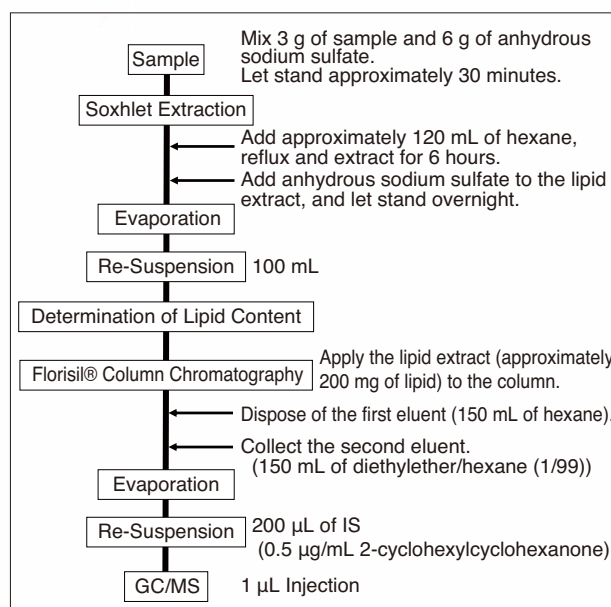 Sample
Mix 3 g of sample and 6 g of anhydrous
sodium sulfate.
Let stand approximately 30 minutes.
Soxhlet Extraction
Add approximately 120 mL of hexane,
reflux and extract for 6 hours.
Add anhydrous sodium sulfate to the lipid
extract, and let stand overnight.
Evaporation
Re-Suspension
100 mL
Determination of Lipid Content
Florisil® Column Chromatography
Apply the lipid extract (approximately
200 mg of lipid) to the column.
Dispose of the first eluent (150 mL of hexane).
Collect the second eluent.
(150 mL of diethylether/hexane (1/99))
Evaporation
Re-Suspension
200 µL of IS
(0.5 µg/mL 2-cyclohexylcyclohexanone)
GC/MS
1 µL Injection